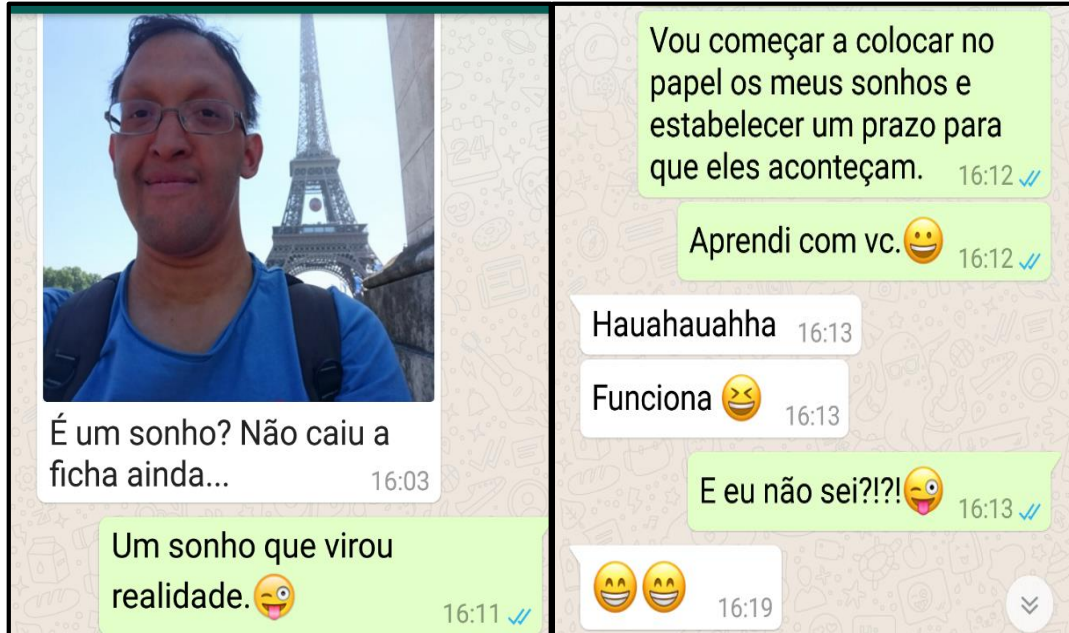 É um sonho? Não caiu a
ficha ainda...
16:03
Um sonho que virou
realidade.😜
16:11
Vou começar a colocar no
papel os meus sonhos e
estabelecer um prazo para
que eles aconteçam.
16:12
Aprendi com vc.😀
16:12
Hauahauahha
16:13
Funciona 😆
16:13
E eu não sei?!?!😜
16:13
😁😁
16:19